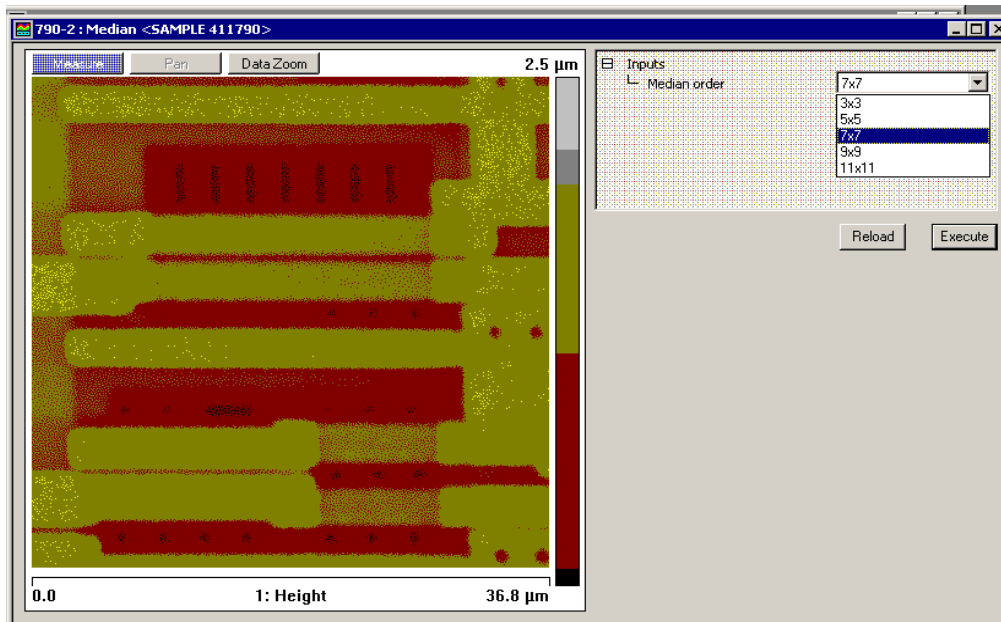 790-2 : Median <SAMPLE 411790>
Measure Pan Data Zoom 2.5 µm
Inputs
Median order 7x7
3x3
5x5
7x7
9x9
11x11
Reload Execute
0.0 1: Height 36.8 µm